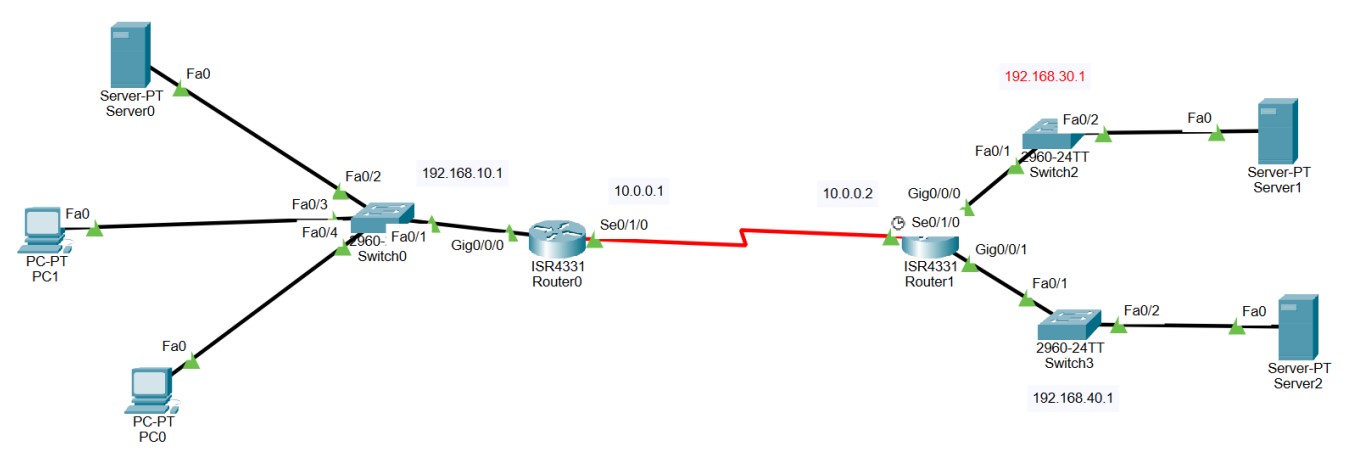 Fa0
Server-PT
Server0
192.168.30.1
Fa0/2
Fa0
Fa0/1
2960-24TT
Switch2
Server-PT
Server1
192.168.10.1
Fa0/2
10.0.0.1
10.0.0.2
Gig0/0/0
Fa0
Fa0/3
Fa0/4
2960-
Fa0/1
Switch0
Gig0/0/0
Se0/1/0
Se0/1/0
PC-PT
PC1
ISR4331
Router0
ISR4331
Router1
Gig0/0/1
Fa0/1
Fa0/2
Fa0
2960-24TT
Switch3
Server-PT
Server2
Fa0
PC-PT
PC0
192.168.40.1